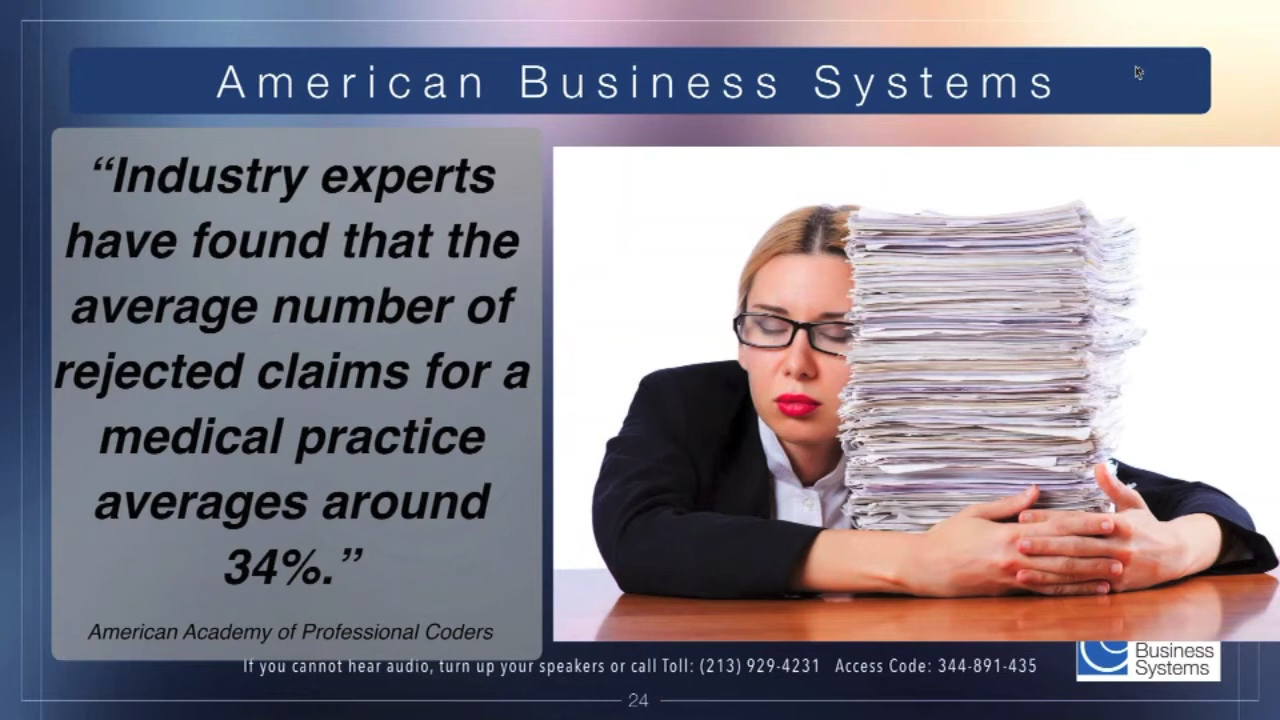 American Business Systems
“Industry experts
have found that the
average number of
rejected claims for a
medical practice
averages around
34%.”
American Academy of Professional Coders
If you cannot hear audio, turn up your speakers or call Toll: (213) 929-4231 Access Code: 344-891-435
Business
Systems
24